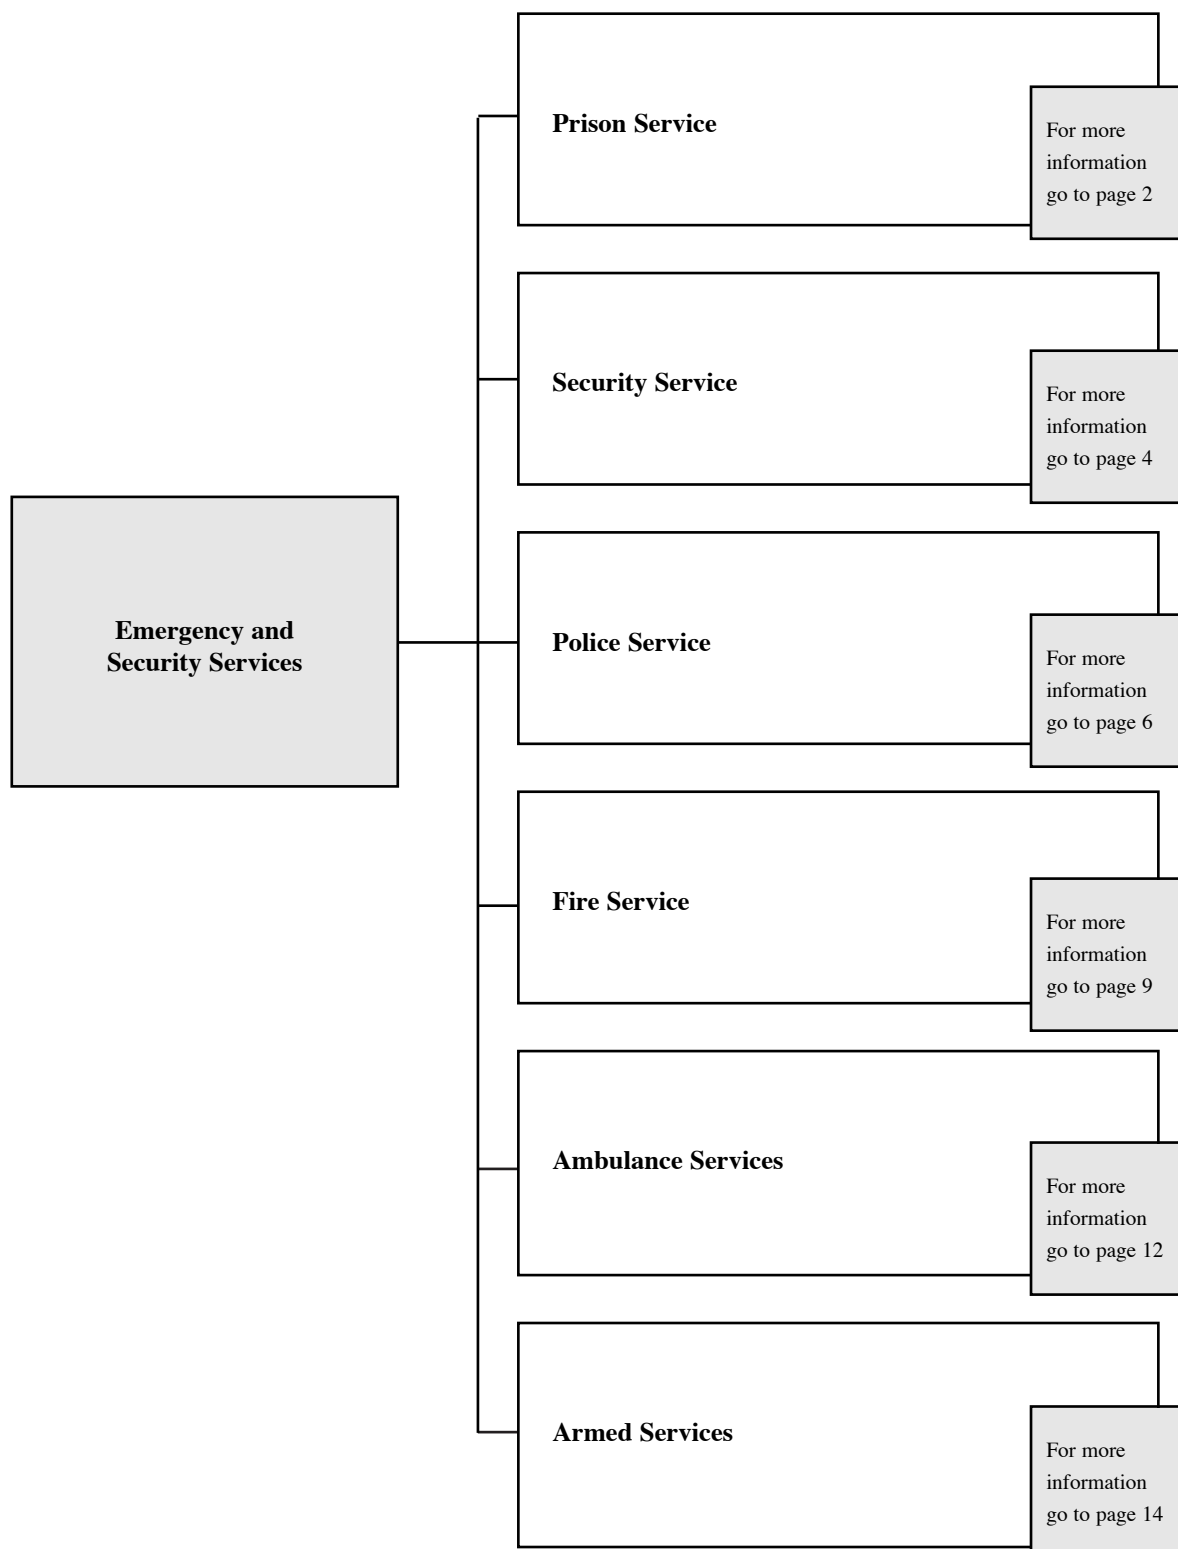 Prison Service
For more
information
go to page 2
Security Service
For more
information
go to page 4
Emergency and
Security Services
Police Service
For more
information
go to page 6
Fire Service
For more
information
go to page 9
Ambulance Services
For more
information
go to page 12
Armed Services
For more
information
go to page 14